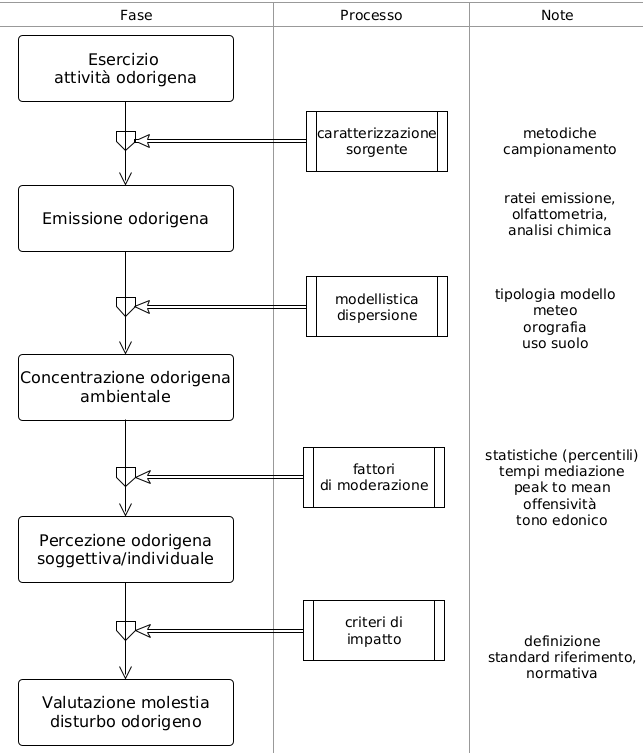 Fase
Processo
Note
Esercizio
attività odorigena
caratterizzazione
sorgente
metodiche
campionamento
Emissione odorigena
ratei emissione,
olfattometria,
analisi chimica
modellistica
dispersione
tipologia modello
meteo
orografia
uso suolo
Concentrazione odorigena
ambientale
fattori
di moderazione
statistiche (percentili)
tempi mediazione
peak to mean
offensività
tono edonico
Percezione odorigena
soggettiva/individuale
criteri di
impatto
definizione
standard riferimento,
normativa
Valutazione molestia
disturbo odorigeno